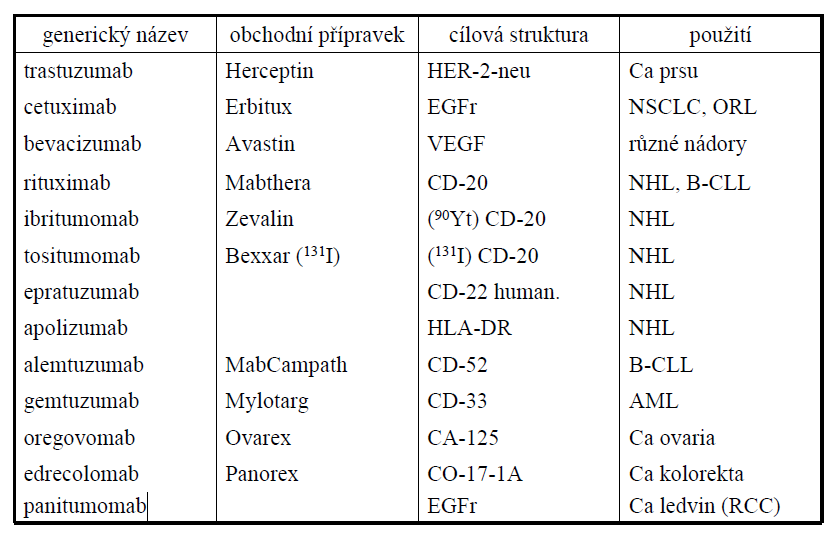 generický název obchodní přípravek cílová struktura použití
trastuzumab Herceptin HER-2-neu Ca prsu
cetuximab Erbitux EGFr NSCLC, ORL
bevacizumab Avastin VEGF různé nádory
rituximab Mabthera CD-20 NHL, B-CLL
ibritumomab Zevalin (⁹⁰Yt) CD-20 NHL
tositumomab Bexxar (¹³¹I) (¹³¹I) CD-20 NHL
epratuzumab CD-22 human. NHL
apolizumab HLA-DR NHL
alemtuzumab MabCampath CD-52 B-CLL
gemtuzumab Mylotarg CD-33 AML
oregovomab Ovarex CA-125 Ca ovaria
edrecolomab Panorex CO-17-1A Ca kolorekta
panitumomab EGFr Ca ledvin (RCC)